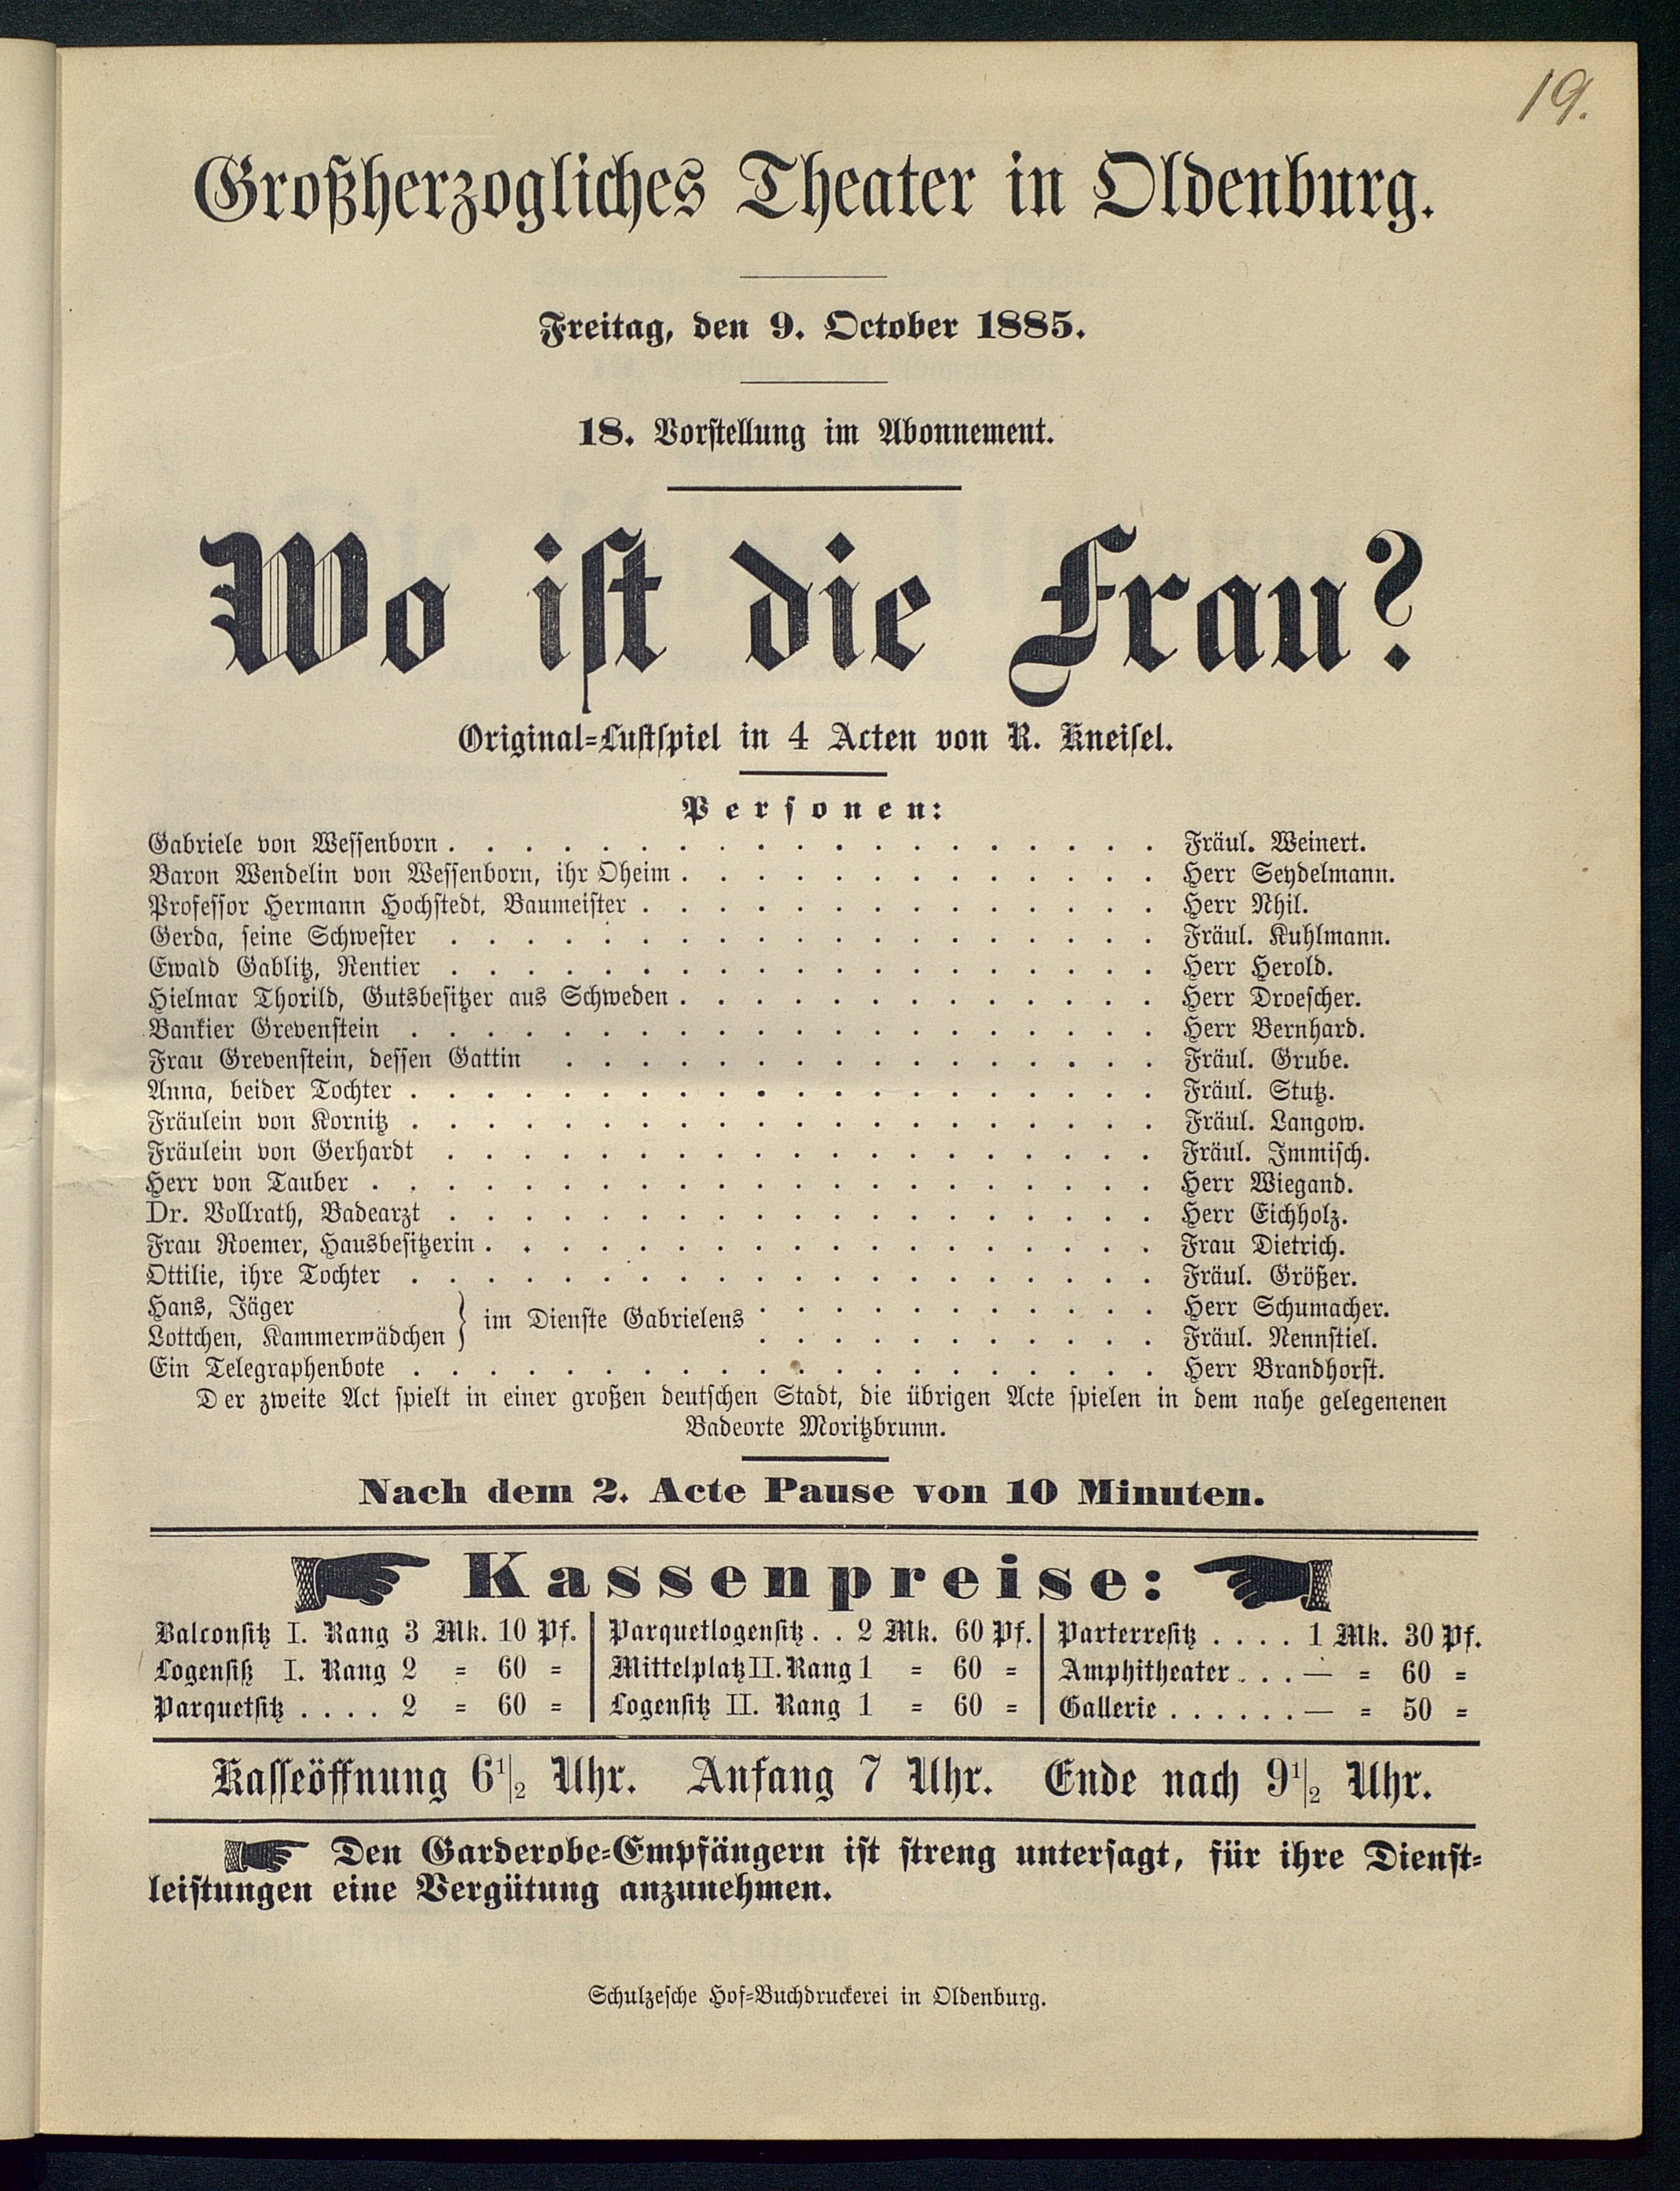 19.
Großherzogliches Theater in Oldenburg.
Freitag, den 9. October 1885.
18. Vorstellung im Abonnement.
Wo ist die Frau?
Original-Lustspiel in 4 Acten von R. Kneisel.
Personen:
Gabriele von Wessenborn . . . . . . . . . . . . . . . . . . . Fräul. Weinert.
Baron Wendelin von Wessenborn, ihr Oheim . . . . . . . . . . . . . Herr Seydelmann.
Professor Hermann Hochstedt, Baumeister . . . . . . . . . . . . . . Herr Nhil.
Gerda, seine Schwester . . . . . . . . . . . . . . . . . . . Fräul. Kuhlmann.
Ewald Gablitz, Rentier . . . . . . . . . . . . . . . . . . . Herr Herold.
Hielmar Thorild, Gutsbesitzer aus Schweden . . . . . . . . . . . . . Herr Droescher.
Bankier Grevenstein . . . . . . . . . . . . . . . . . . . . Herr Bernhard.
Frau Grevenstein, dessen Gattin . . . . . . . . . . . . . . . . Fräul. Grube.
Anna, beider Tochter . . . . . . . . . . . . . . . . . . . . Fräul. Stutz.
Fräulein von Kornitz . . . . . . . . . . . . . . . . . . . . Fräul. Langow.
Fräulein von Gerhardt . . . . . . . . . . . . . . . . . . . Fräul. Immisch.
Herr von Tauber . . . . . . . . . . . . . . . . . . . . . Herr Wiegand.
Dr. Vollrath, Badearzt . . . . . . . . . . . . . . . . . . . Herr Eichholz.
Frau Roemer, Hausbesitzerin . . . . . . . . . . . . . . . . . . Frau Dietrich.
Ottilie, ihre Tochter . . . . . . . . . . . . . . . . . . . . Fräul. Größer.
Hans, Jäger } im Dienste Gabrielens . . . . . . . . . . . Herr Schumacher.
Lottchen, Kammermädchen . . . . . . . . . . . Fräul. Nennstiel.
Ein Telegraphenbote . . . . . . . . . . . . . . . . . . . . Herr Brandhorst.
Der zweite Act spielt in einer großen deutschen Stadt, die übrigen Acte spielen in dem nahe gelegenenen
Badeorte Moritzbrunn.
Nach dem 2. Acte Pause von 10 Minuten.
Kassenpreise:
Balconsitz I. Rang 3 Mk. 10 Pf. | Parquetlogensitz . . 2 Mk. 60 Pf. | Parterresitz . . . . 1 Mk. 30 Pf.
Logensitz I. Rang 2 = 60 = | Mittelplatz II. Rang 1 = 60 = | Amphitheater . . . — = 60 =
Parquetsitz . . . . 2 = 60 = | Logensitz II. Rang 1 = 60 = | Gallerie . . . . . . — = 50 =
Kasseöffnung 6 1/2 Uhr. Anfang 7 Uhr. Ende nach 9 1/2 Uhr.
Den Garderobe-Empfängern ist streng untersagt, für ihre Dienst-
leistungen eine Vergütung anzunehmen.
Schulzesche Hof-Buchdruckerei in Oldenburg.